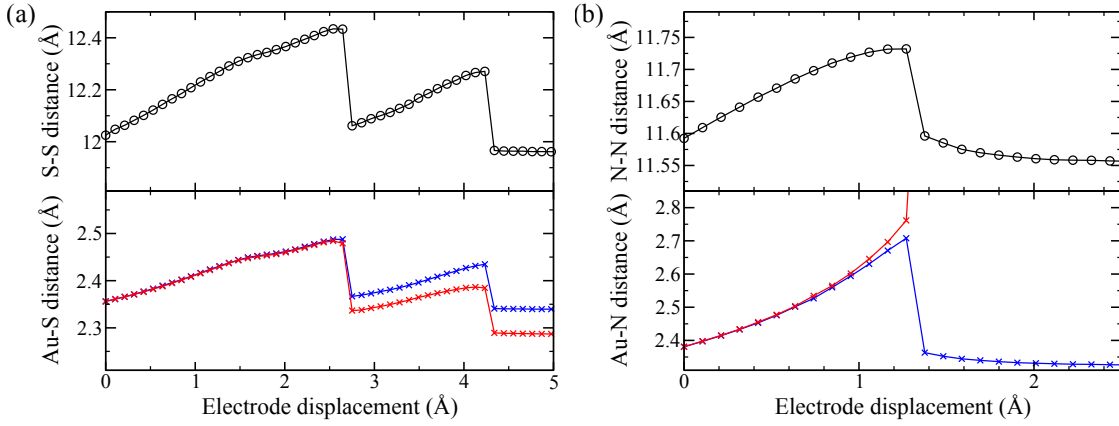 (a)
S-S distance (Å)
12.4
12.2
12
Au-S distance (Å)
2.5
2.4
2.3
0 1 2 3 4 5
Electrode displacement (Å)
(b)
N-N distance (Å)
11.75
11.65
11.6
11.55
Au-N distance (Å)
2.8
2.7
2.6
2.5
2.4
0 1 2
Electrode displacement (Å)